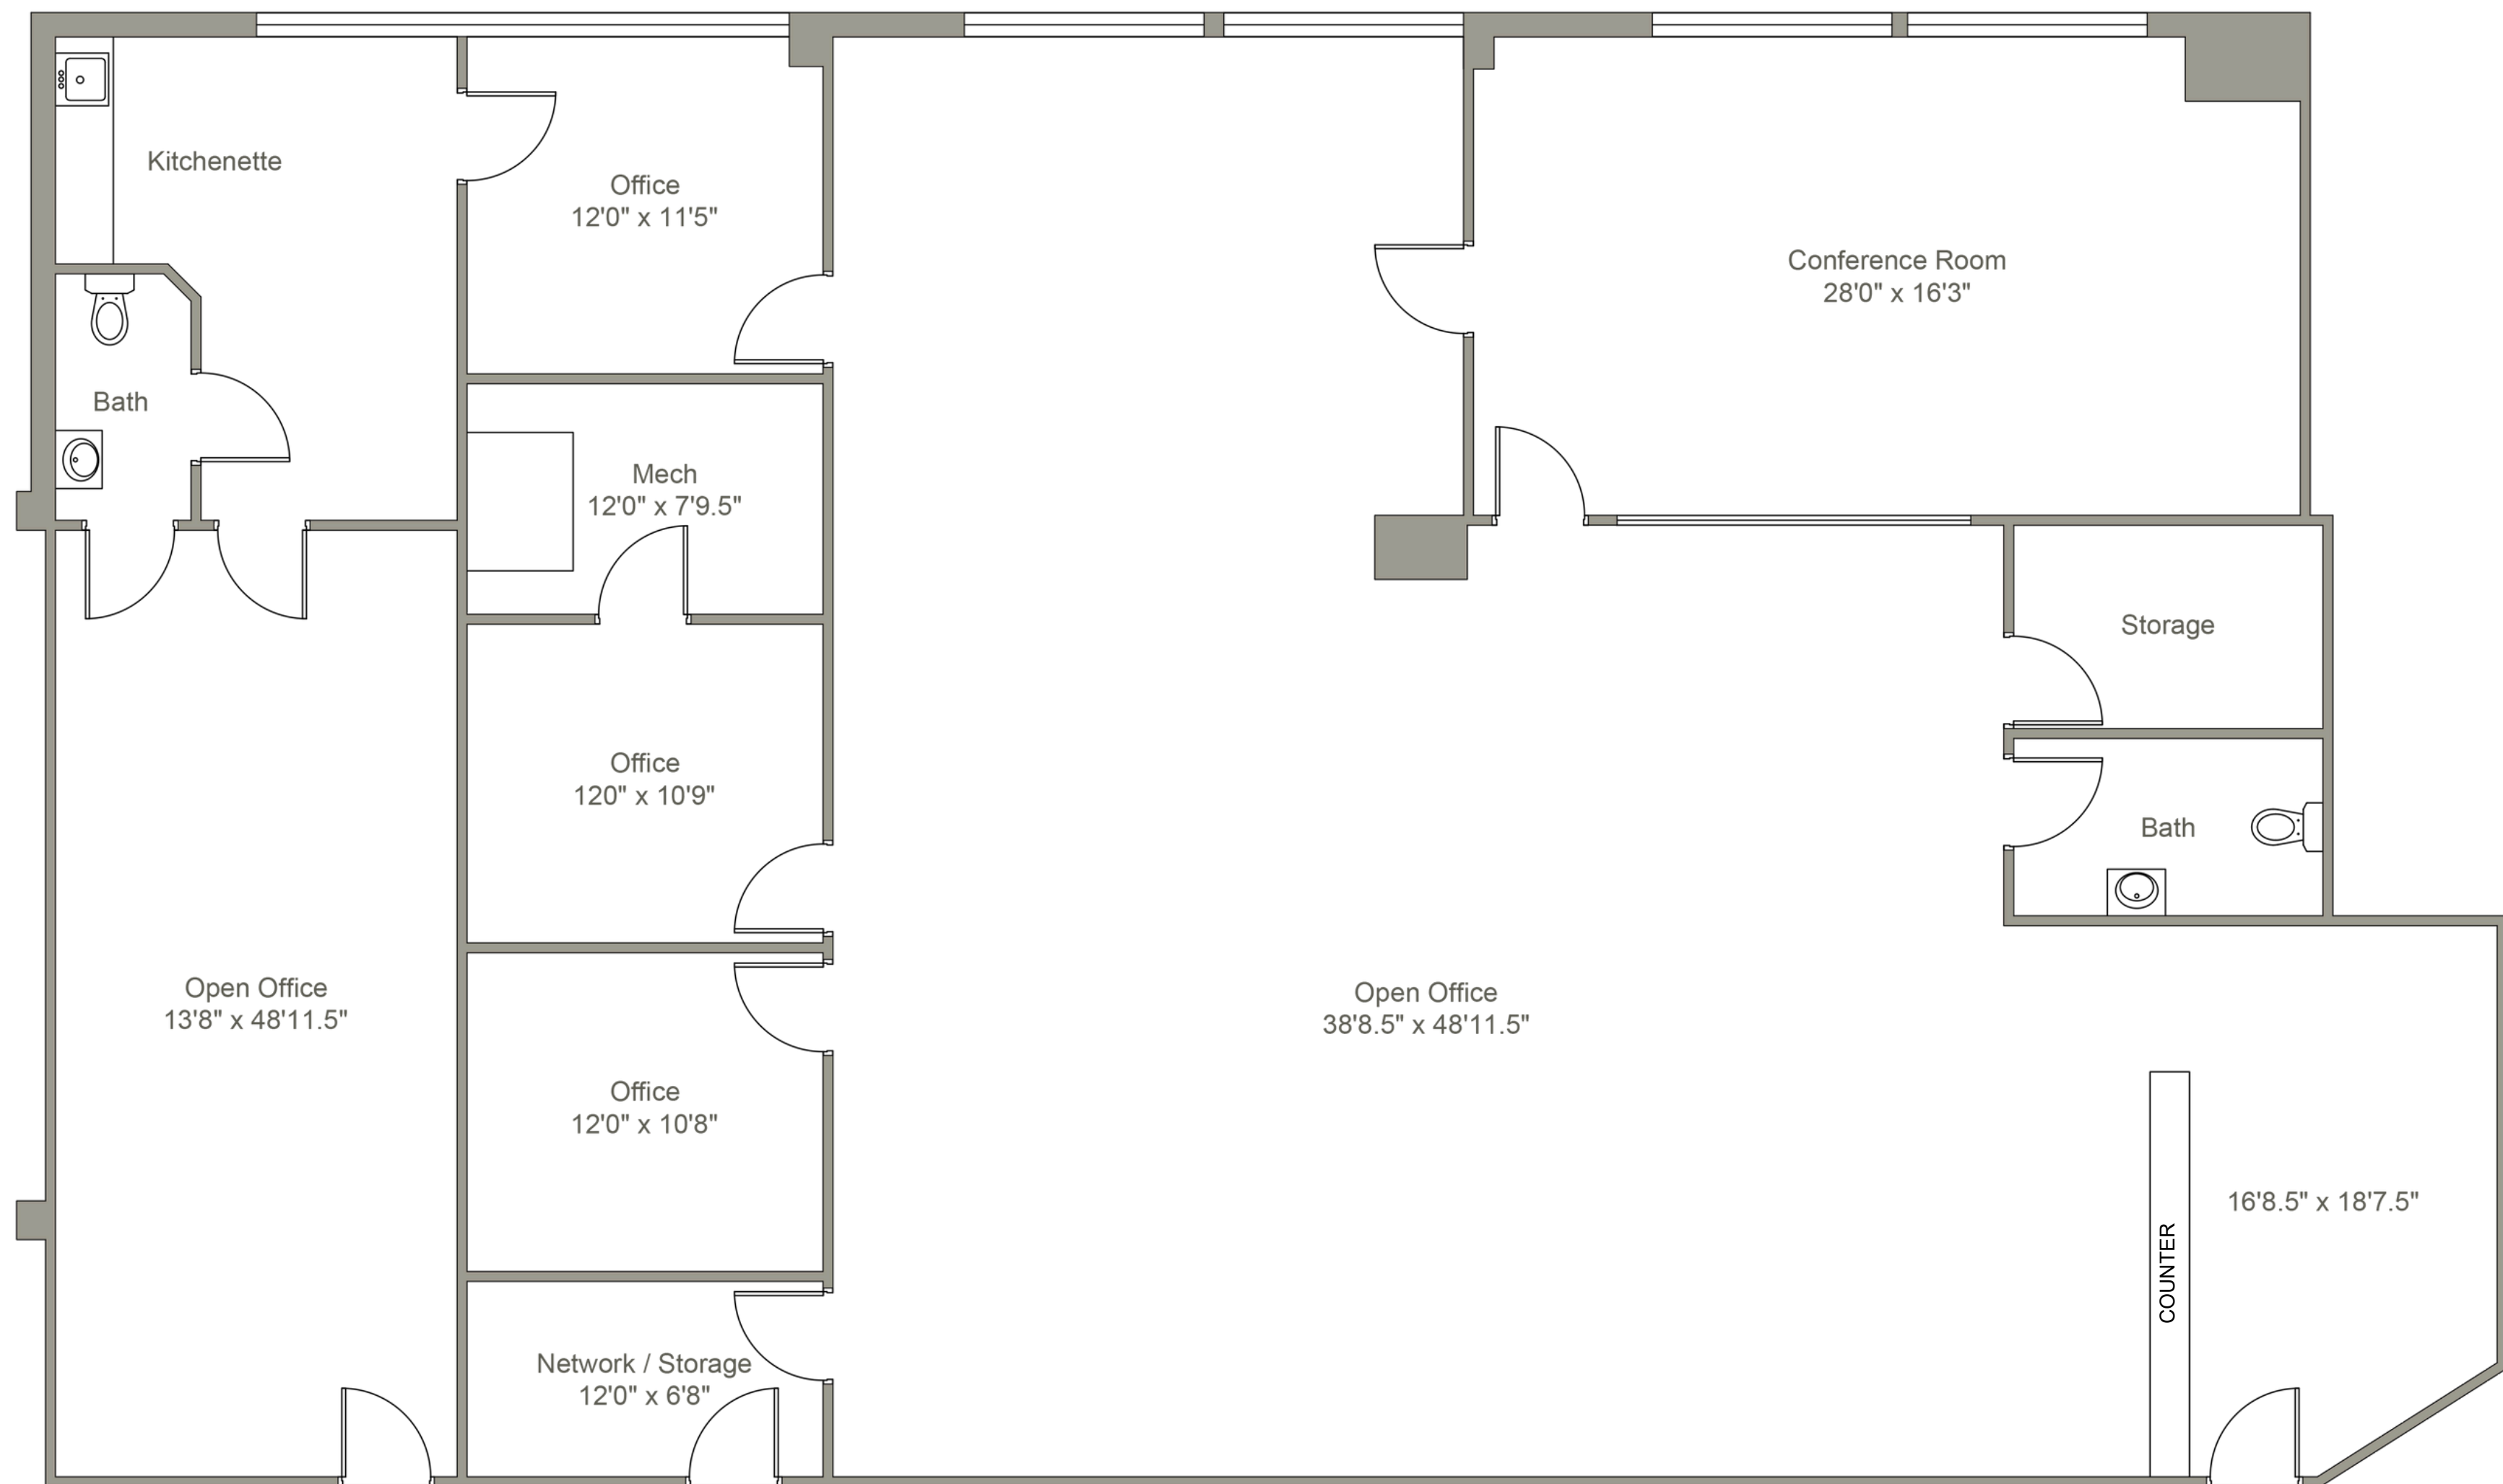 Kitchenette
Office
12'0" x 11'5"
Conference Room
28'0" x 16'3"
Bath
Mech
12'0" x 7'9.5"
Storage
Office
120" x 10'9"
Bath
Open Office
13'8" x 48'11.5"
Open Office
38'8.5" x 48'11.5"
Office
12'0" x 10'8"
16'8.5" x 18'7.5"
COUNTER
Network / Storage
12'0" x 6'8"